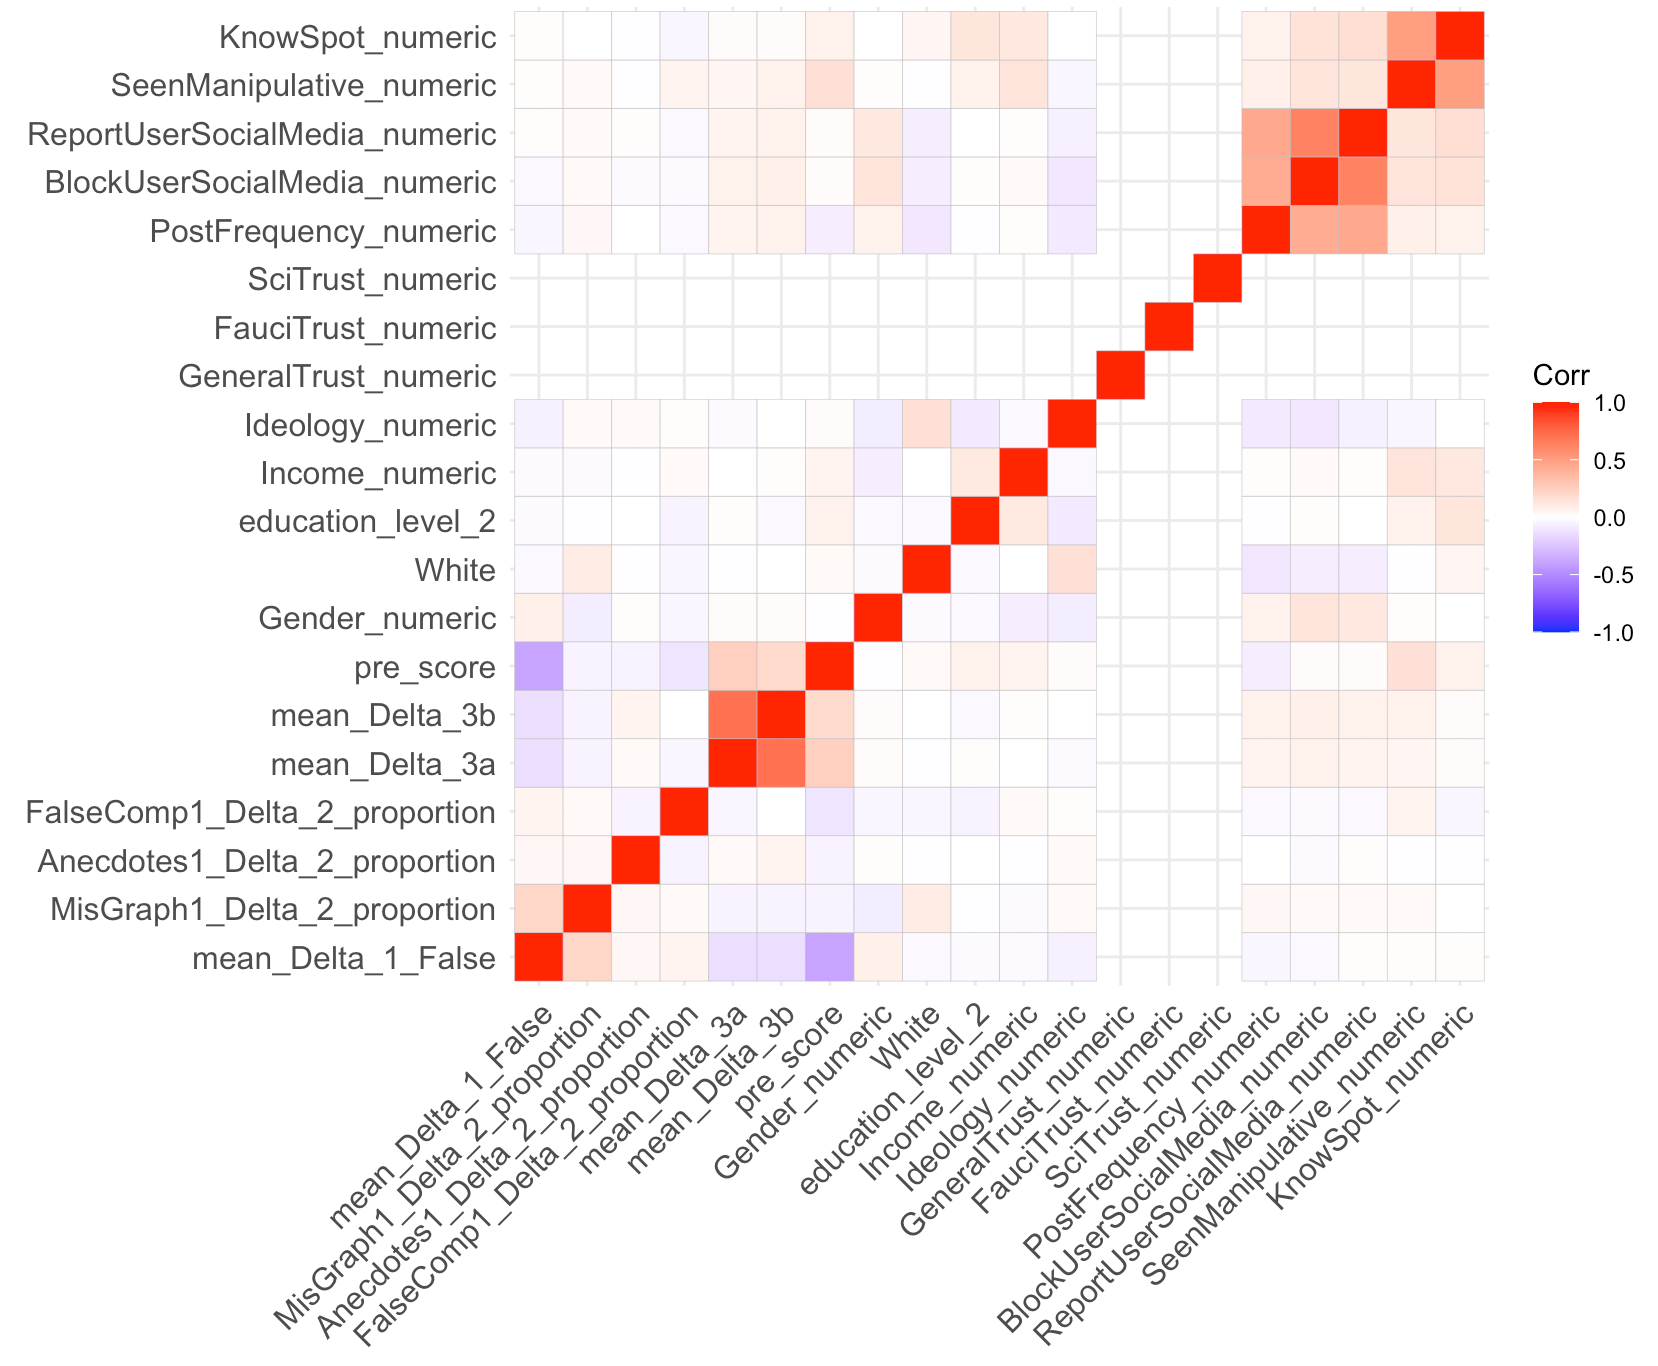 KnowSpot_numeric
SeenManipulative_numeric
ReportUserSocialMedia_numeric
BlockUserSocialMedia_numeric
PostFrequency_numeric
SciTrust_numeric
FauciTrust_numeric
GeneralTrust_numeric
Ideology_numeric
Income_numeric
education_level_2
White
Gender_numeric
pre_score
mean_Delta_3b
mean_Delta_3a
FalseComp1_Delta_2_proportion
Anecdotes1_Delta_2_proportion
MisGraph1_Delta_2_proportion
mean_Delta_1_False
mean_Delta_1_False
MisGraph1_Delta_2_proportion
Anecdotes1_Delta_2_proportion
FalseComp1_Delta_2_proportion
mean_Delta_3a
mean_Delta_3b
pre_score
Gender_numeric
White
education_level_2
Income_numeric
Ideology_numeric
GeneralTrust_numeric
FauciTrust_numeric
SciTrust_numeric
PostFrequency_numeric
BlockUserSocialMedia_numeric
ReportUserSocialMedia_numeric
SeenManipulative_numeric
KnowSpot_numeric
Corr
1.0
0.5
0.0
-0.5
-1.0